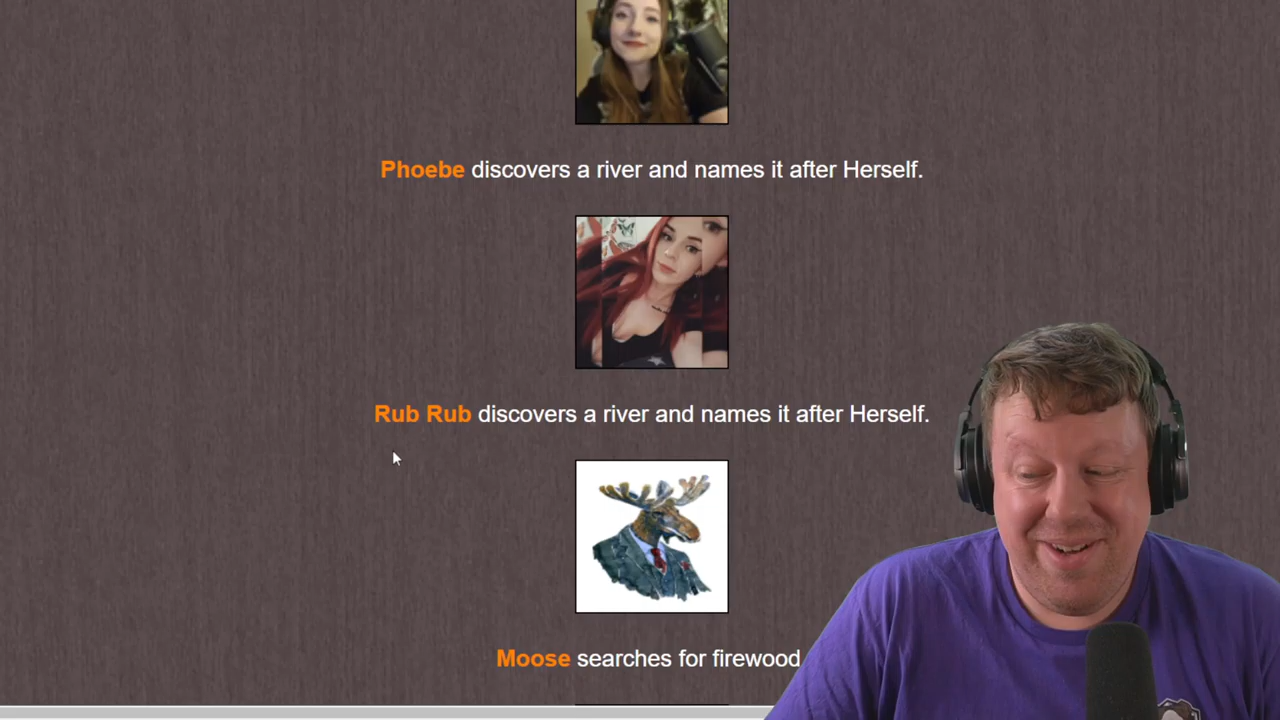 Phoebe discovers a river and names it after Herself.
Rub Rub discovers a river and names it after Herself.
Moose searches for firewood